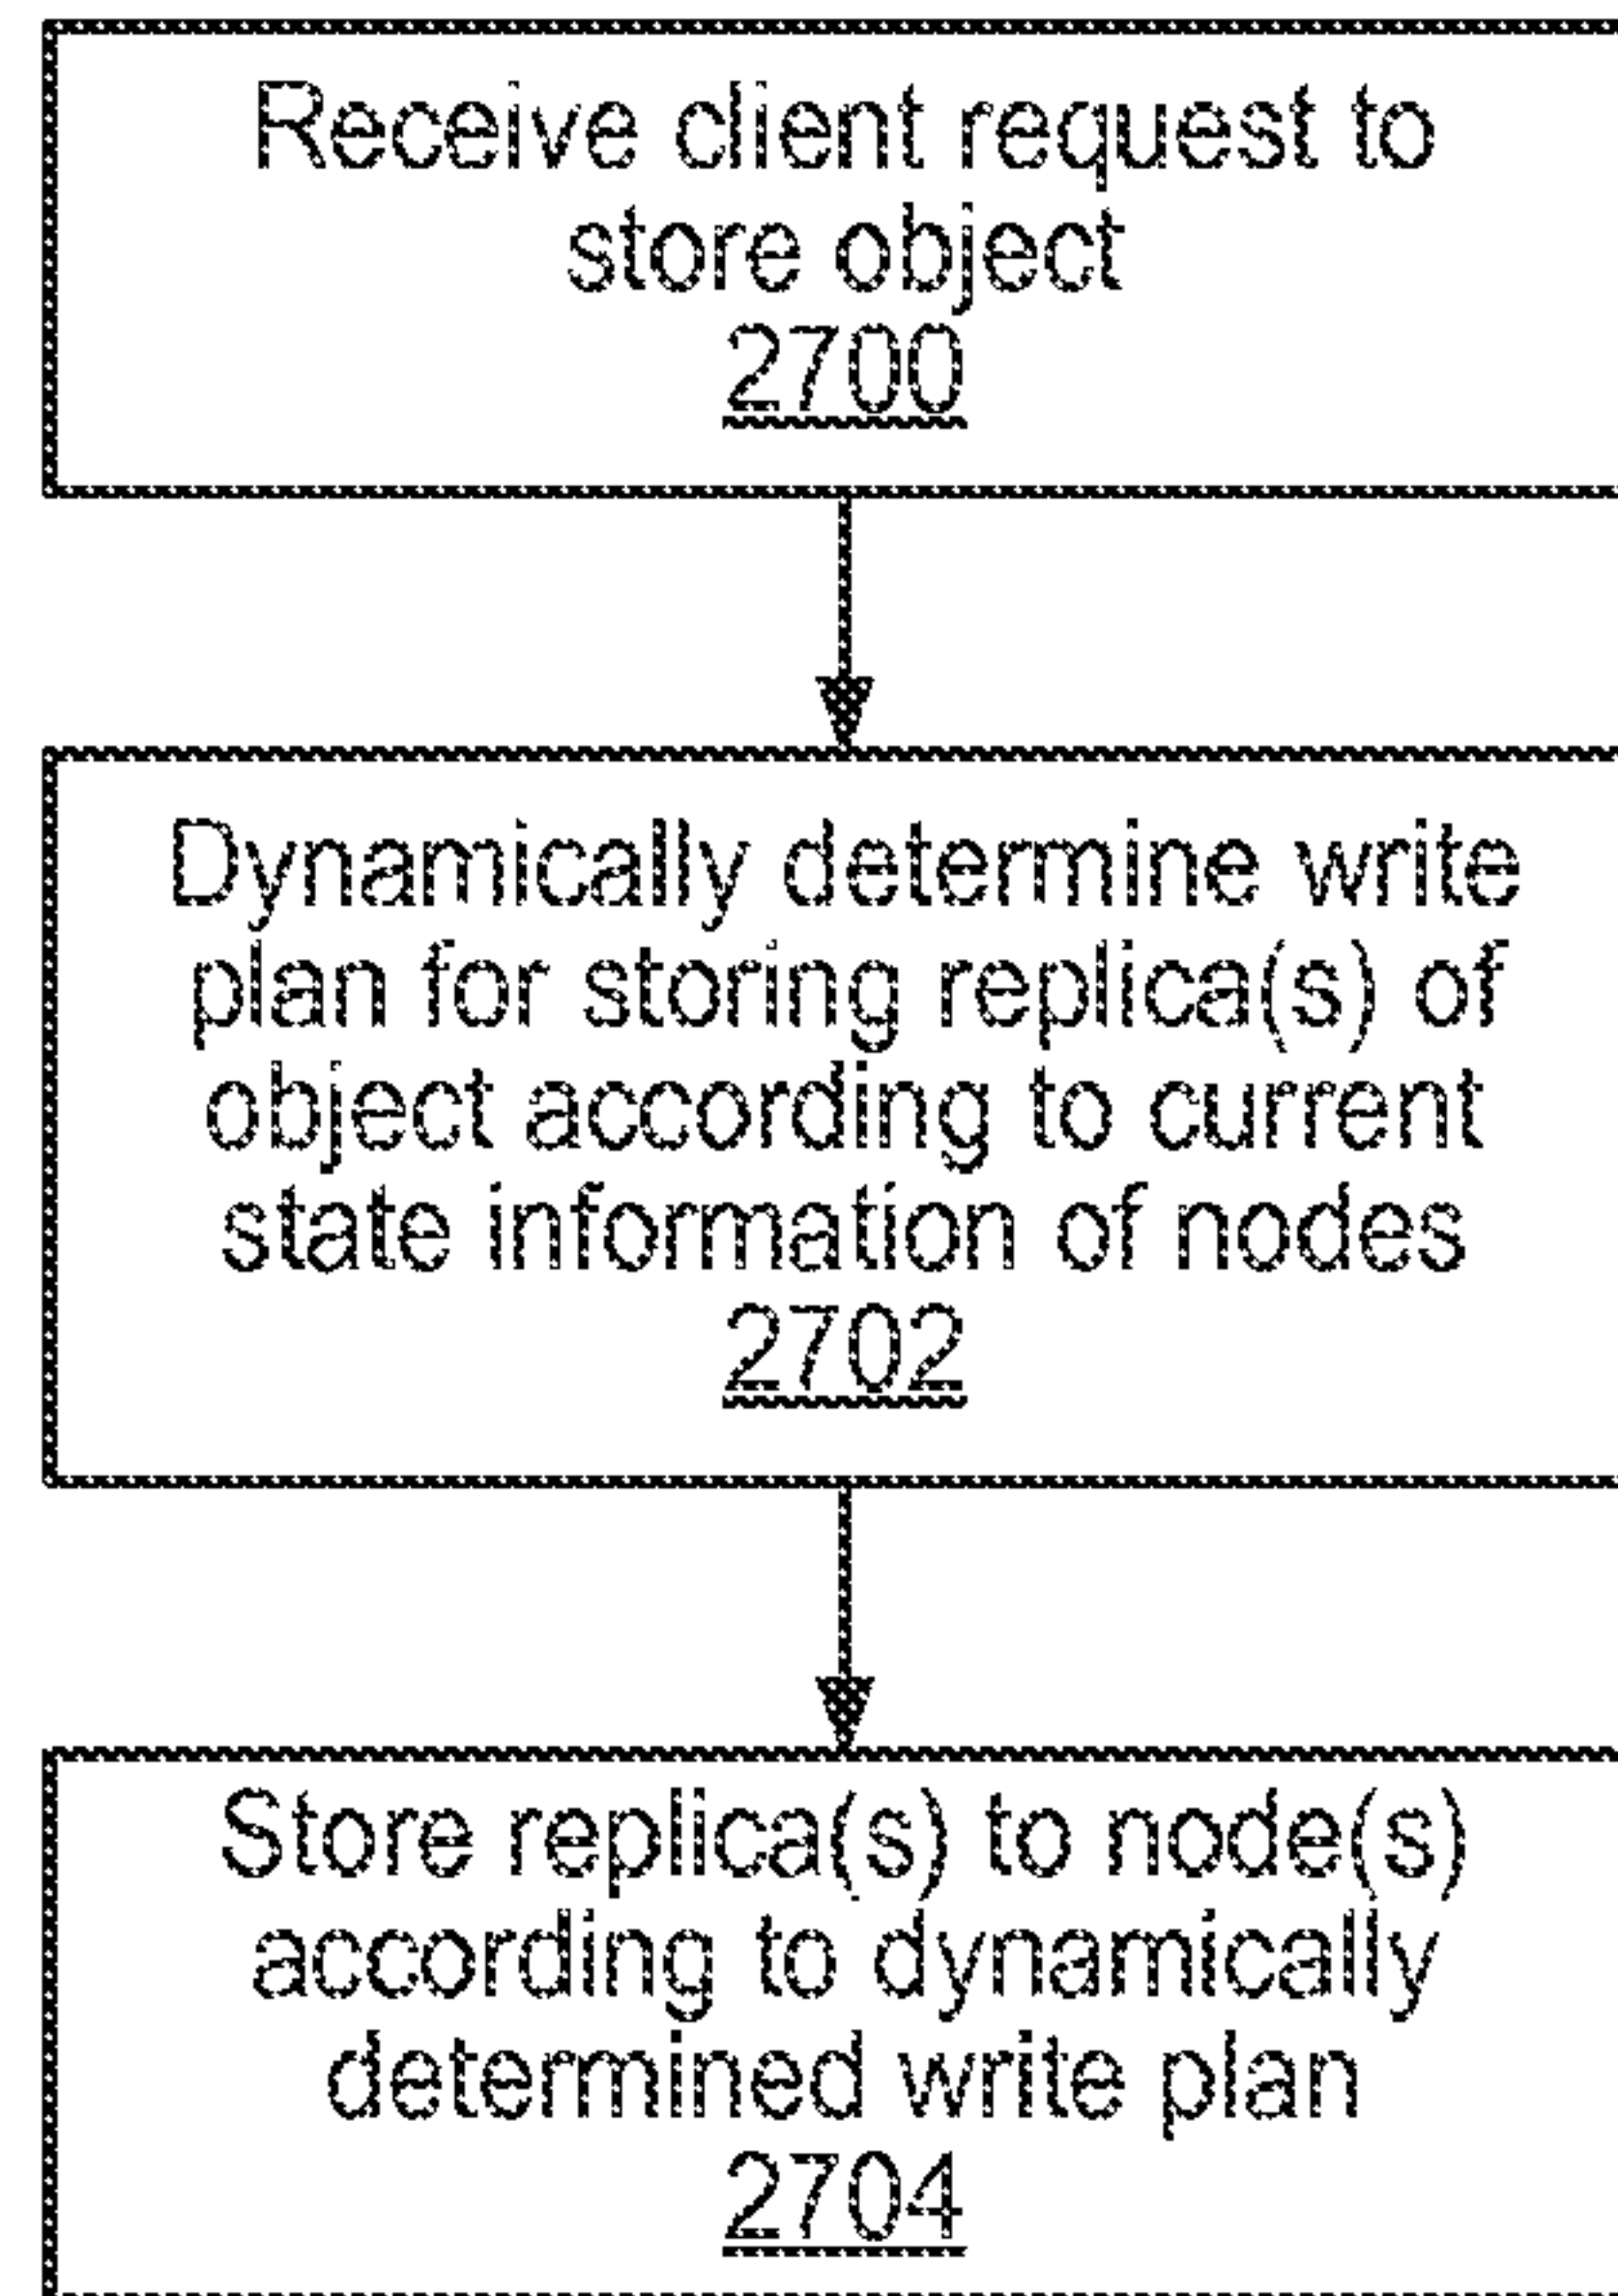 Receive client request to
store object
2700
Dynamically determine write
plan for storing replica(s) of
object according to current
state information of nodes
2702
Store replica(s) to node(s)
according to dynamically
determined write plan
2704